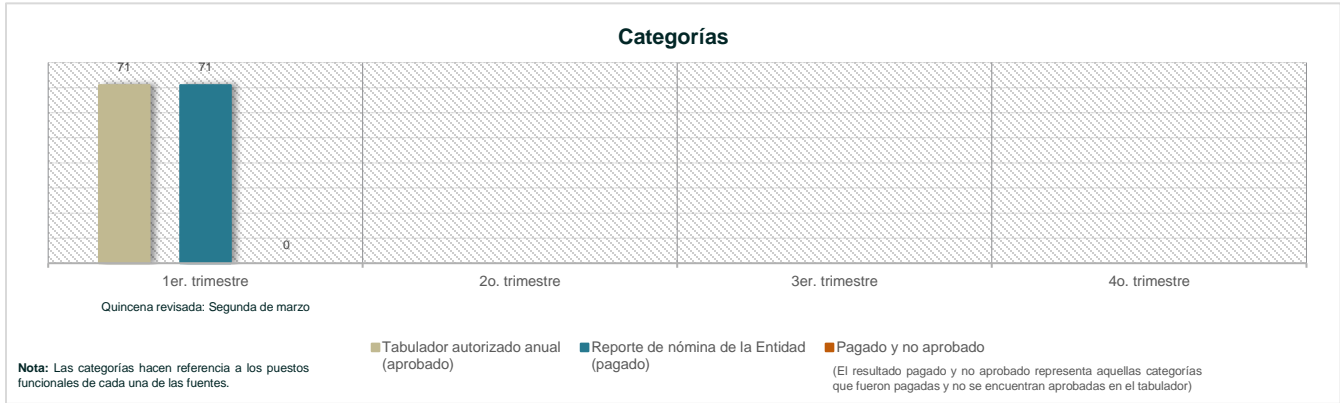 Categorías
71
71
0
1er. trimestre
2o. trimestre
3er. trimestre
4o. trimestre
Quincena revisada: Segunda de marzo
Tabulador autorizado anual
(aprobado)
Reporte de nómina de la Entidad
(pagado)
Pagado y no aprobado
(El resultado pagado y no aprobado representa aquellas categorías
que fueron pagadas y no se encuentran aprobadas en el tabulador)
Nota: Las categorías hacen referencia a los puestos
funcionales de cada una de las fuentes.